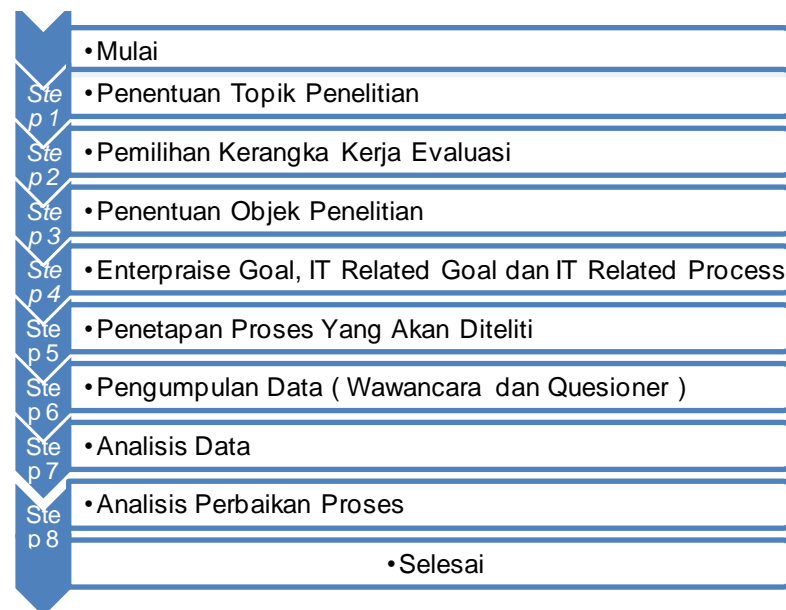 •Mulai
Ste
p 1
•Penentuan Topik Penelitian
Ste
p 2
•Pemilihan Kerangka Kerja Evaluasi
Ste
p 3
•Penentuan Objek Penelitian
Ste
p 4
•Enterpraise Goal, IT Related Goal dan IT Related Process
Ste
p 5
•Penetapan Proses Yang Akan Diteliti
Ste
p 6
•Pengumpulan Data ( Wawancara dan Quesioner )
Ste
p 7
•Analisis Data
Ste
p 8
•Analisis Perbaikan Proses
•Selesai